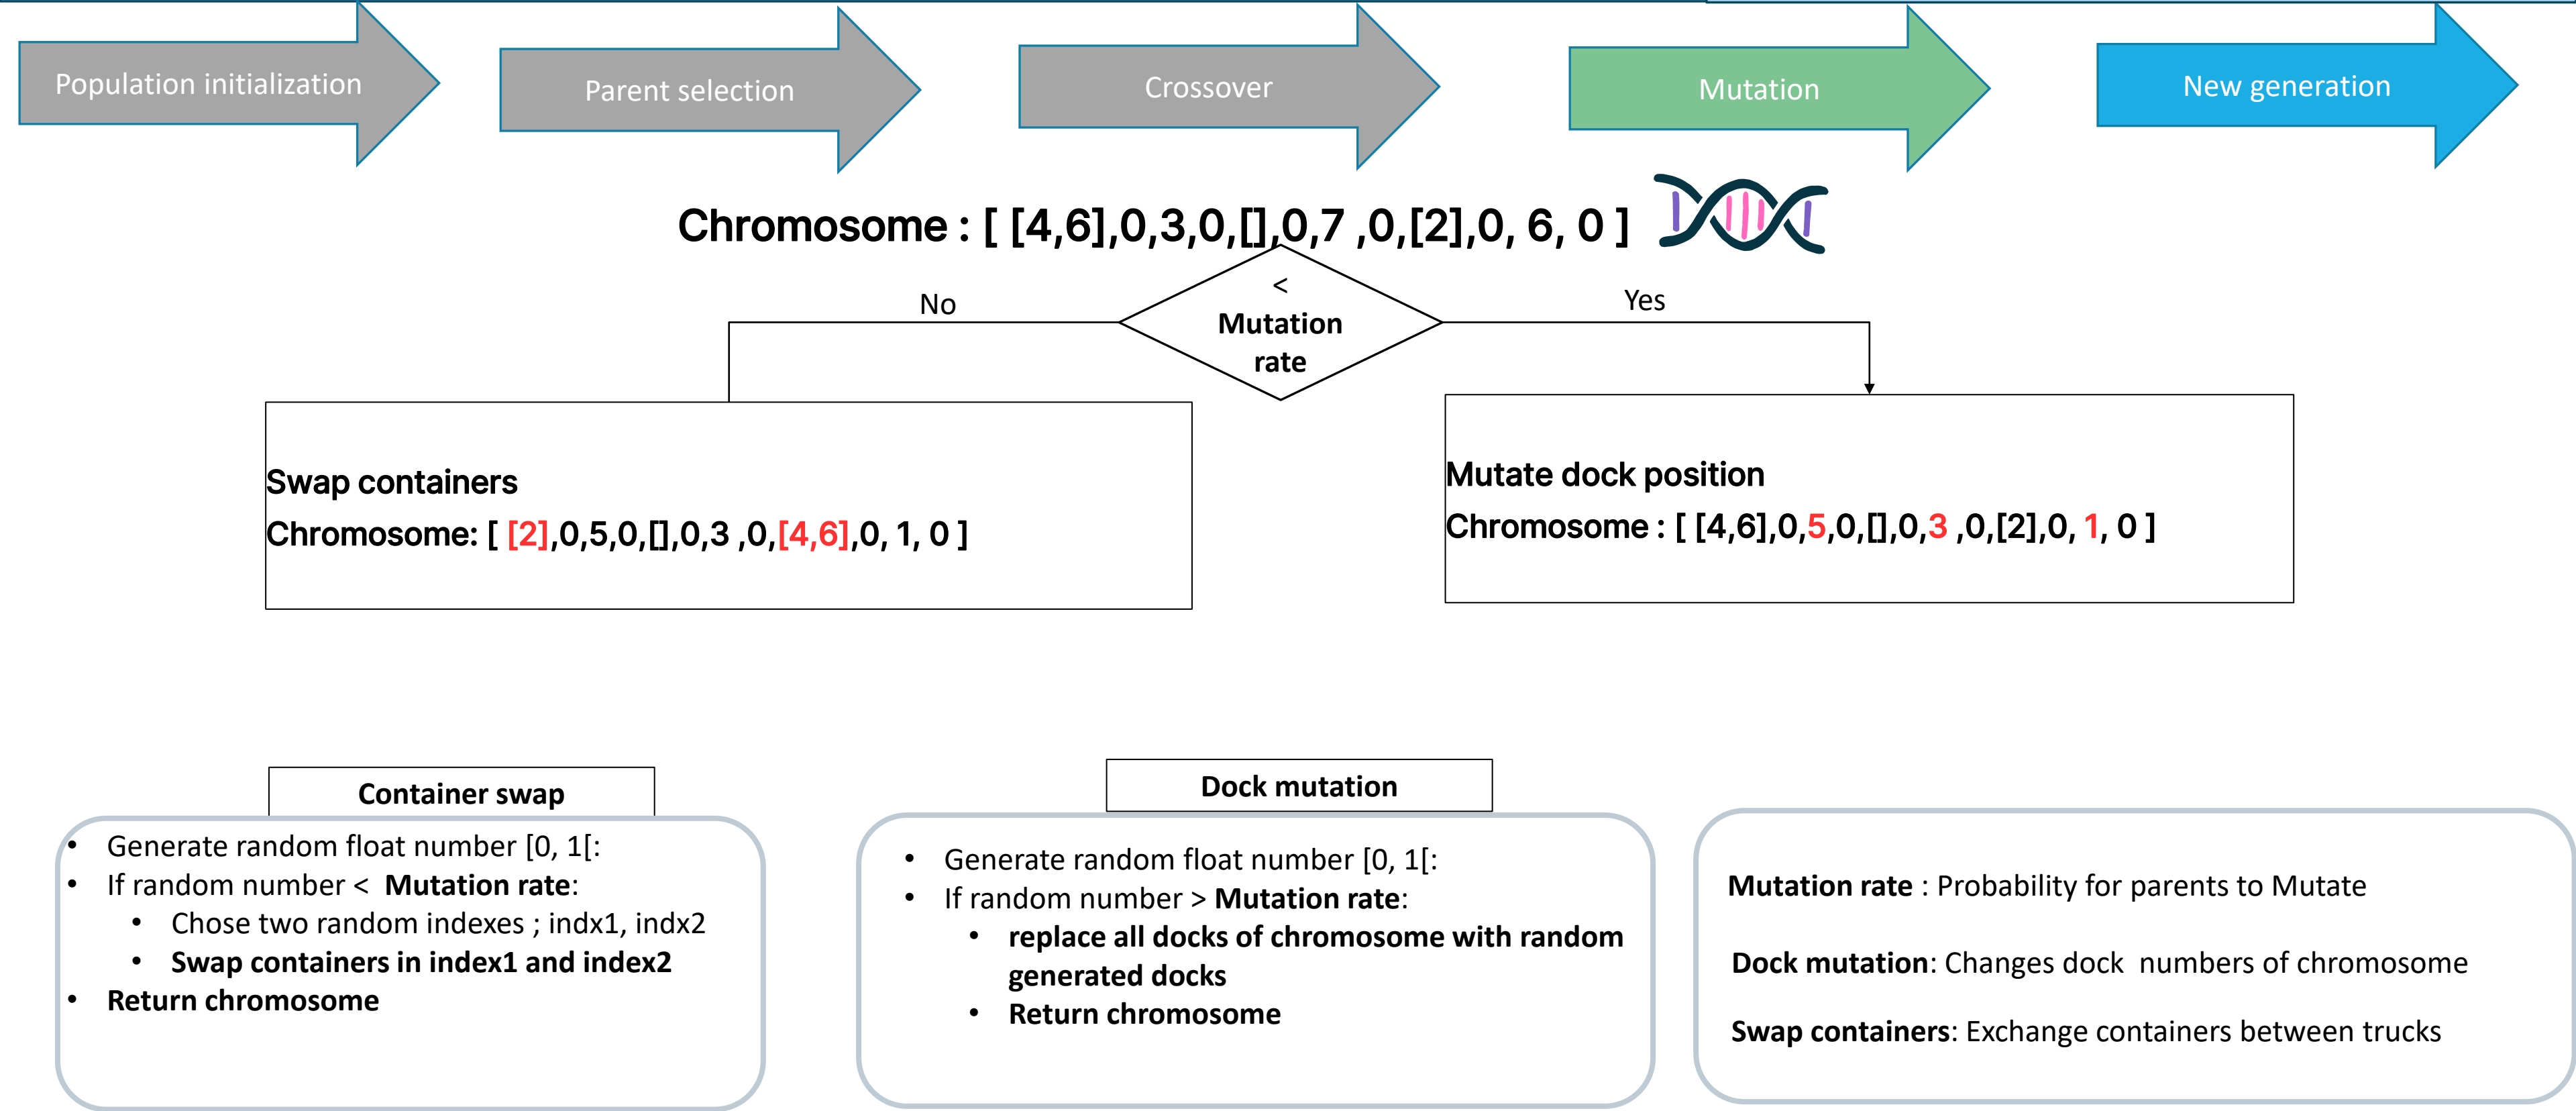 Population initialization
Parent selection
Crossover
Mutation
New generation
Chromosome : [ [4,6],0,3,0,[],0,7 ,0,[2],0, 6, 0 ]
<
Mutation
rate
No
Yes
Swap containers
Chromosome: [ [2],0,5,0,[],0,3 ,0,[4,6],0, 1, 0 ]
Mutate dock position
Chromosome : [ [4,6],0,5,0,[],0,3 ,0,[2],0, 1, 0 ]
Container swap
• Generate random float number [0, 1[:
• If random number < Mutation rate:
• Chose two random indexes ; indx1, indx2
• Swap containers in index1 and index2
• Return chromosome
Dock mutation
• Generate random float number [0, 1[:
• If random number > Mutation rate:
• replace all docks of chromosome with random
generated docks
• Return chromosome
Mutation rate : Probability for parents to Mutate
Dock mutation: Changes dock numbers of chromosome
Swap containers: Exchange containers between trucks